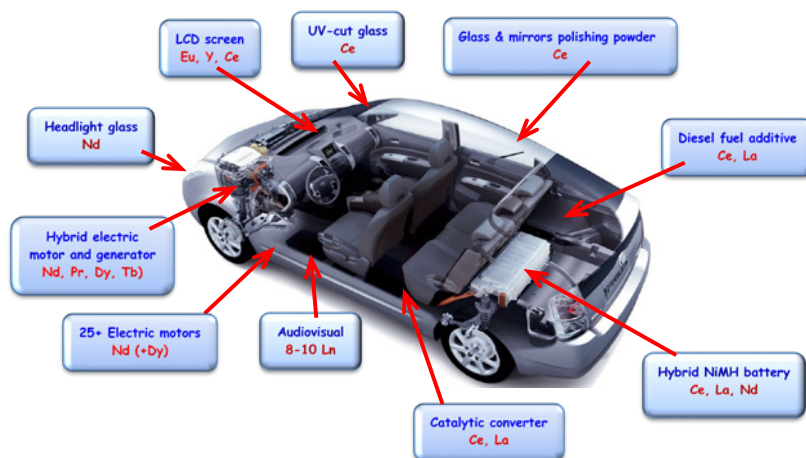 LCD screen
Eu, Y, Ce
UV-cut glass
Ce
Glass & mirrors polishing powder
Ce
Headlight glass
Nd
Diesel fuel additive
Ce, La
Hybrid electric
motor and generator
Nd, Pr, Dy, Tb)
25+ Electric motors
Nd (+Dy)
Audiovisual
8-10 Ln
Hybrid NiMH battery
Ce, La, Nd
Catalytic converter
Ce, La